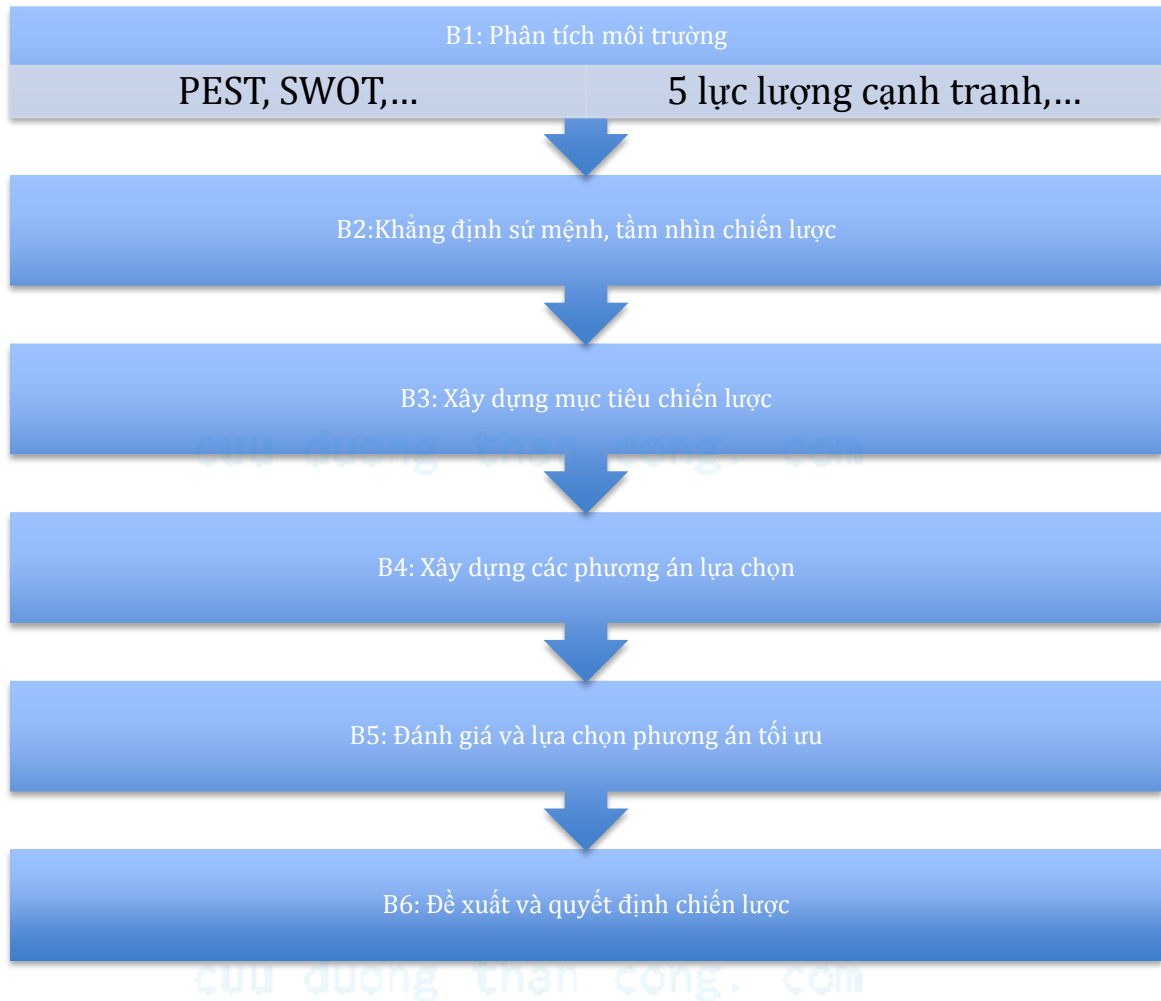 B1: Phân tích môi trường
PEST, SWOT,...
5 lực lượng cạnh tranh,...
B2:Khẳng định sứ mệnh, tầm nhìn chiến lược
B3: Xây dựng mục tiêu chiến lược
cuu duong than cong. com
B4: Xây dựng các phương án lựa chọn
B5: Đánh giá và lựa chọn phương án tối ưu
B6: Đề xuất và quyết định chiến lược
cuu duong than cong. com